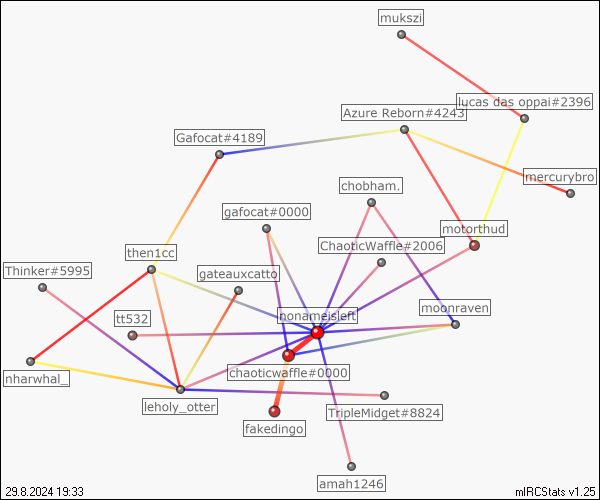 mukszi
lucas das oppai#2396
Azure Reborn#4243
Gafocat#4189
mercurybro
chobham.
gafocat#0000
motorthud
ChaoticWaffle#2006
then1cc
Thinker#5995
gateauxcatto
moonraven
nonameisleft
tt532
chaoticwaffle#0000
nharwhal_
leholy_otter
TripleMidget#8824
fakedingo
amah1246
29.8.2024 19:33
mIRCStats v1.25